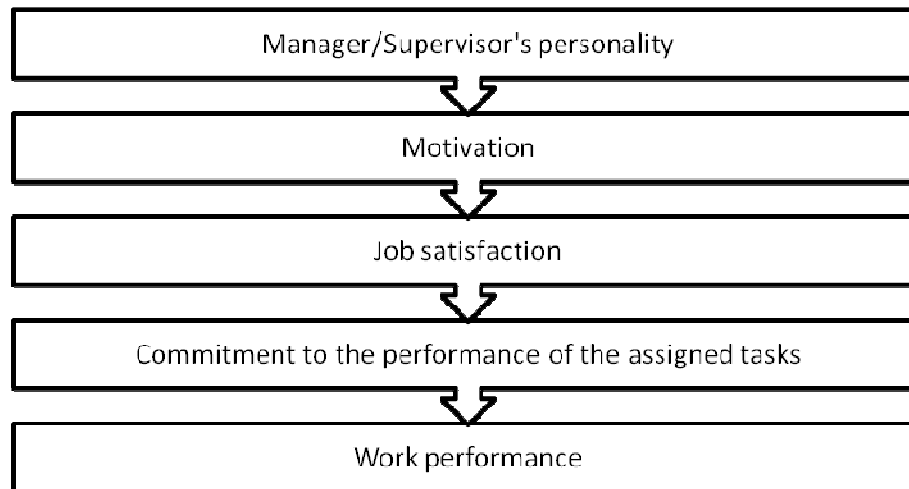 Manager/Supervisor's personality
Motivation
Job satisfaction
Commitment to the performance of the assigned tasks
Work performance